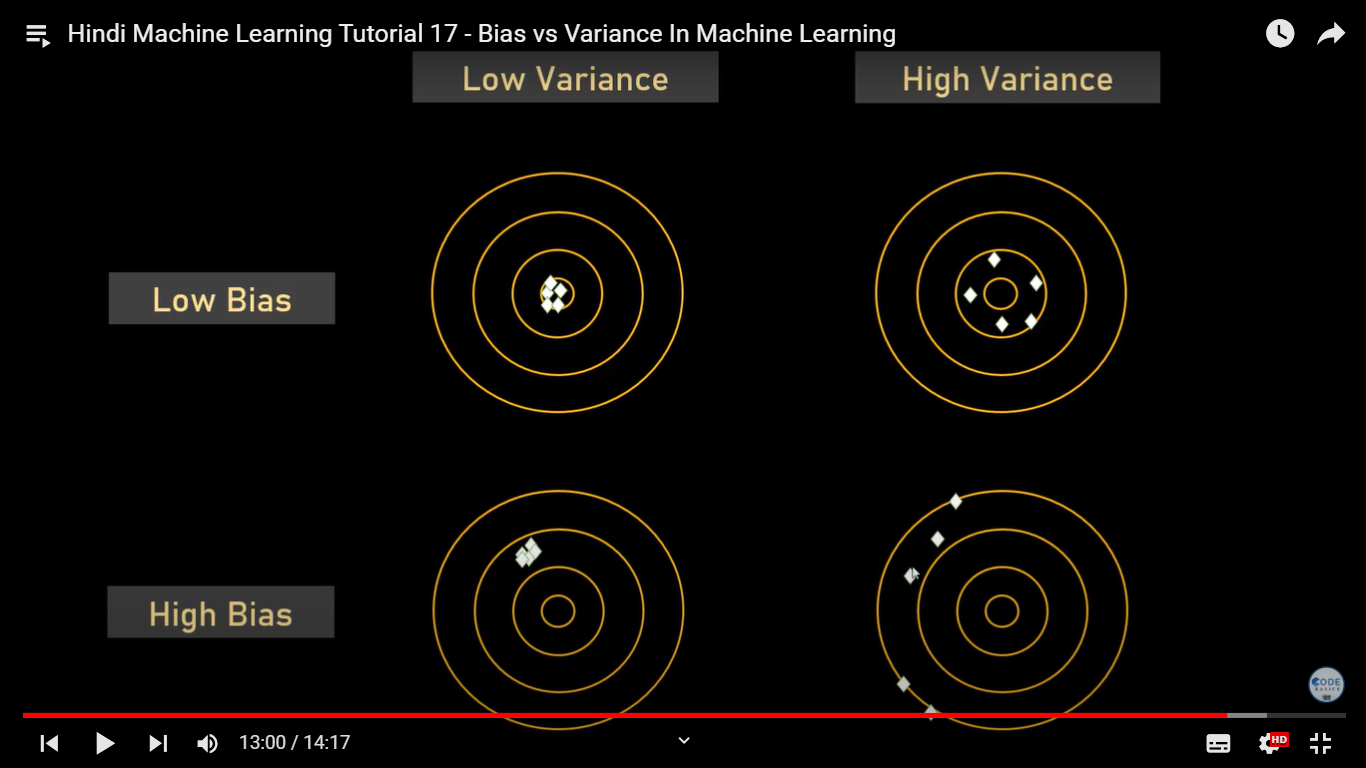 Hindi Machine Learning Tutorial 17 - Bias vs Variance In Machine Learning
Low Variance
High Variance
Low Bias
High Bias
CODE
BASICS
13:00 / 14:17
HD